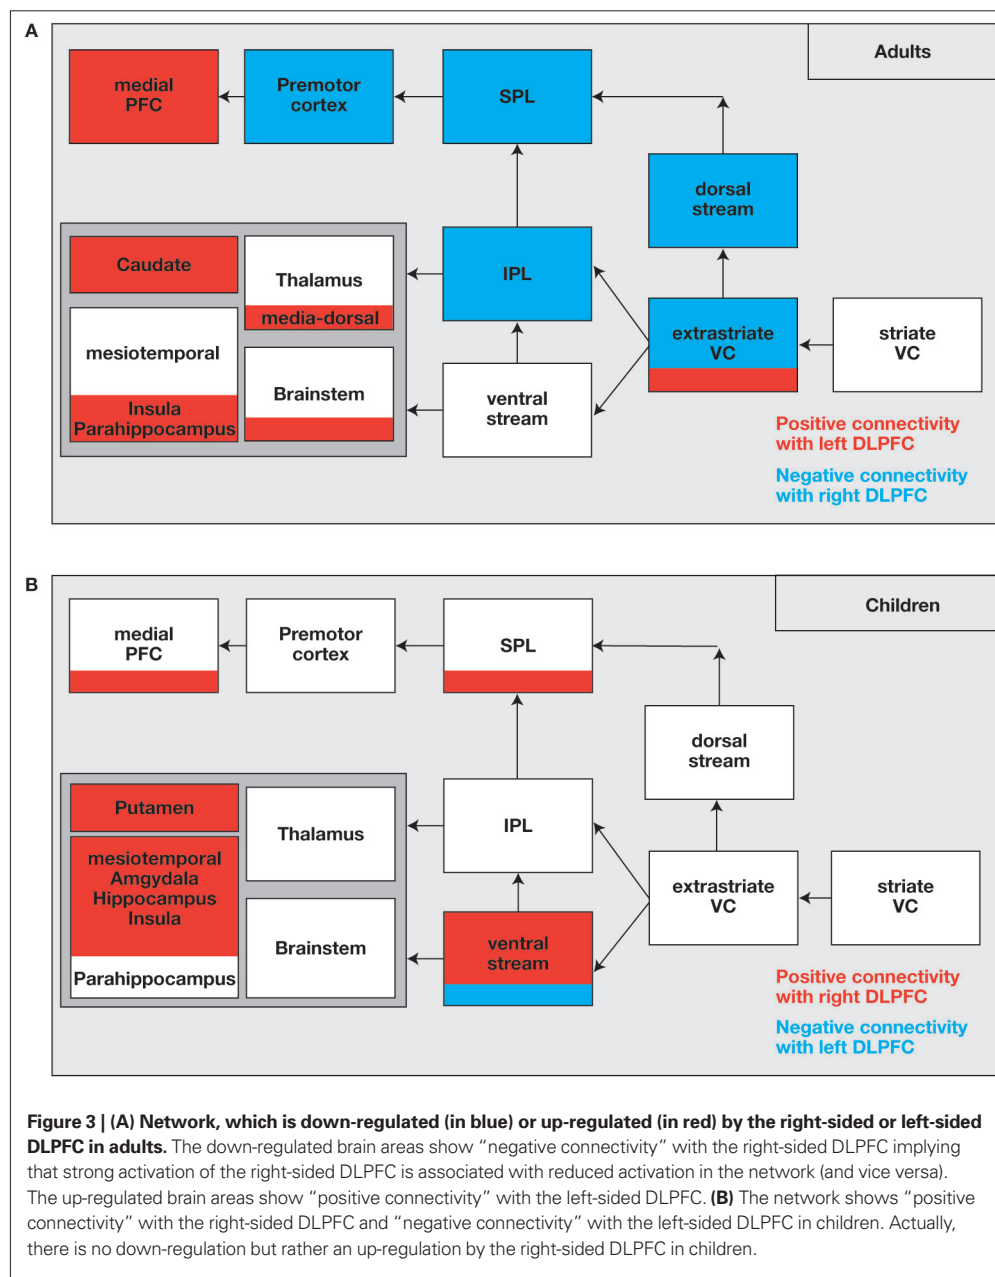 A
Adults
medial
PFC
Premotor
cortex
SPL
dorsal
stream
Caudate
Thalamus
media-dorsal
IPL
mesiotemporal
Insula
Parahippocampus
Brainstem
ventral
stream
extrastriate
VC
striate
VC
Positive connectivity
with left DLPFC
Negative connectivity
with right DLPFC
B
Children
medial
PFC
Premotor
cortex
SPL
dorsal
stream
Putamen
Thalamus
IPL
mesiotemporal
Amgydala
Hippocampus
Insula
Parahippocampus
Brainstem
ventral
stream
extrastriate
VC
striate
VC
Positive connectivity
with right DLPFC
Negative connectivity
with left DLPFC
Figure 3 | (A) Network, which is down-regulated (in blue) or up-regulated (in red) by the right-sided or left-sided
DLPFC in adults. The down-regulated brain areas show “negative connectivity” with the right-sided DLPFC implying
that strong activation of the right-sided DLPFC is associated with reduced activation in the network (and vice versa).
The up-regulated brain areas show “positive connectivity” with the left-sided DLPFC. (B) The network shows “positive
connectivity” with the right-sided DLPFC and “negative connectivity” with the left-sided DLPFC in children. Actually,
there is no down-regulation but rather an up-regulation by the right-sided DLPFC in children.